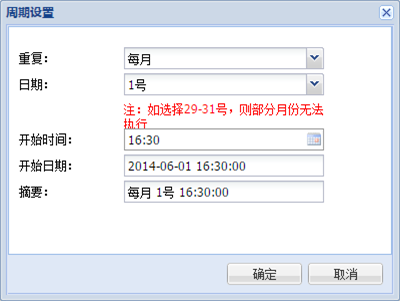 周期设置
重复： 每月
日期： 1号
注：如选择29-31号，则部分月份无法
执行
开始时间： 16:30
开始日期： 2014-06-01 16:30:00
摘要： 每月 1号 16:30:00
确定 取消